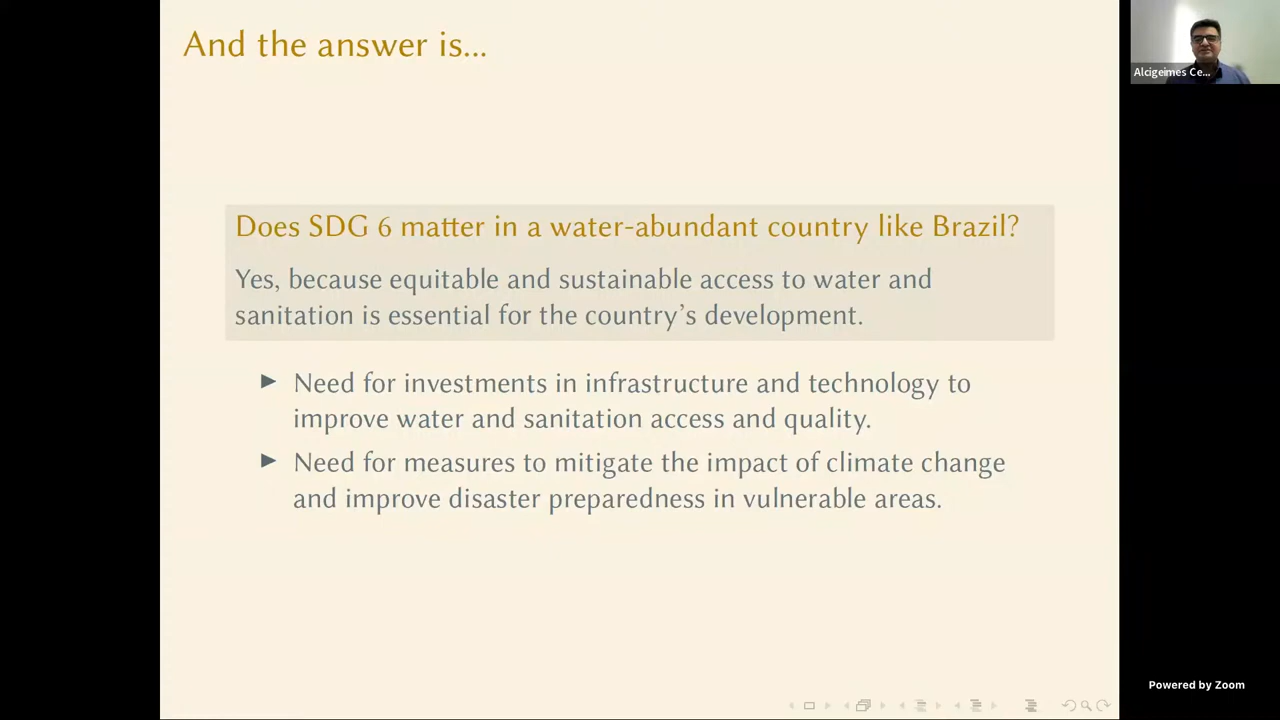 And the answer is...
Does SDG 6 matter in a water-abundant country like Brazil?
Yes, because equitable and sustainable access to water and
sanitation is essential for the country's development.
▶ Need for investments in infrastructure and technology to
improve water and sanitation access and quality.
▶ Need for measures to mitigate the impact of climate change
and improve disaster preparedness in vulnerable areas.
Alcigeimes Ce...
Powered by Zoom